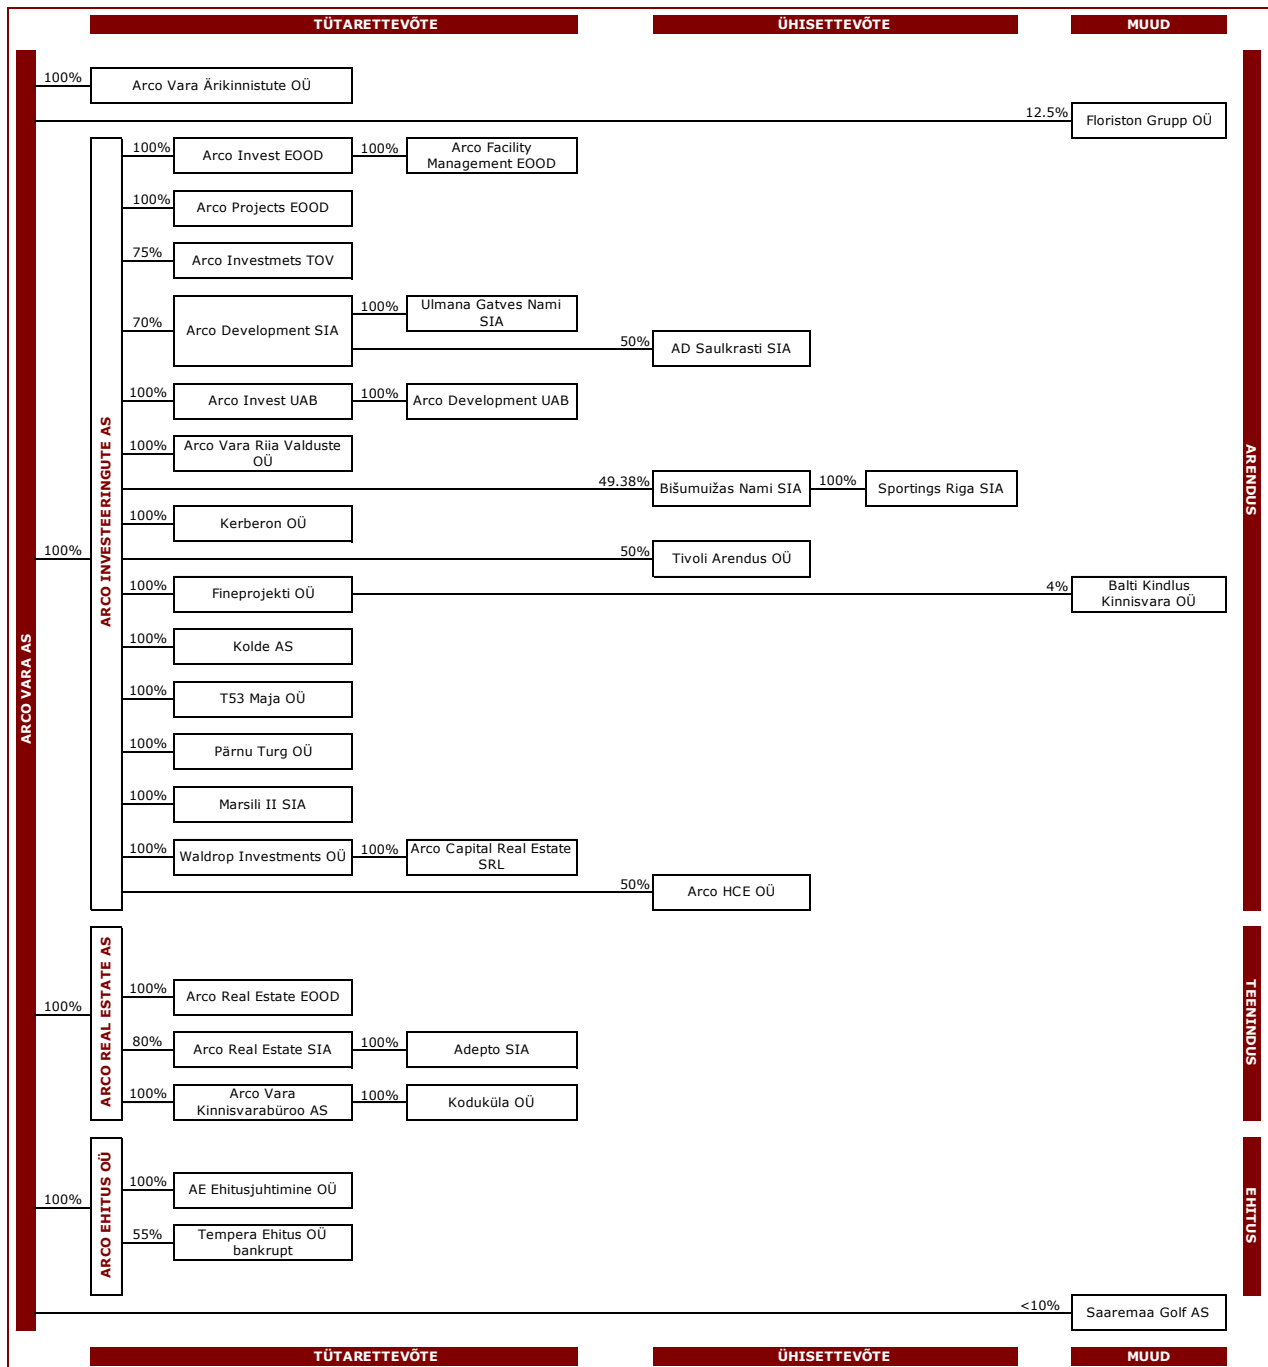 TÜTARETTEVÕTE
ÜHISETTEVÕTE
MUUD
ARCO VARA AS
100%
Arco Vara Ärikinnistute OÜ
12.5%
Floriston Grupp OÜ
ARENDUS
100%
ARCO INVESTEERINGUTE AS
100%
Arco Invest EOOD
100%
Arco Facility
Management EOOD
100%
Arco Projects EOOD
75%
Arco Investmets TOV
70%
Arco Development SIA
100%
Ulmana Gatves Nami
SIA
50%
AD Saulkrasti SIA
100%
Arco Invest UAB
100%
Arco Development UAB
100%
Arco Vara Riia Valduste
OÜ
49.38%
Bišumuižas Nami SIA
100%
Sportings Riga SIA
100%
Kerberon OÜ
50%
Tivoli Arendus OÜ
100%
Fineprojekti OÜ
4%
Balti Kindlus
Kinnisvara OÜ
100%
Kolde AS
100%
T53 Maja OÜ
100%
Pärnu Turg OÜ
100%
Marsili II SIA
100%
Waldrop Investments OÜ
100%
Arco Capital Real Estate
SRL
50%
Arco HCE OÜ
100%
ARCO REAL ESTATE AS
TEENINDUS
100%
Arco Real Estate EOOD
80%
Arco Real Estate SIA
100%
Adepto SIA
100%
Arco Vara
Kinnisvarabüroo AS
100%
Koduküla OÜ
100%
ARCO EHITUS OÜ
EHITUS
100%
AE Ehitusjuhtimine OÜ
55%
Tempera Ehitus OÜ
bankrupt
<10%
Saaremaa Golf AS
TÜTARETTEVÕTE
ÜHISETTEVÕTE
MUUD